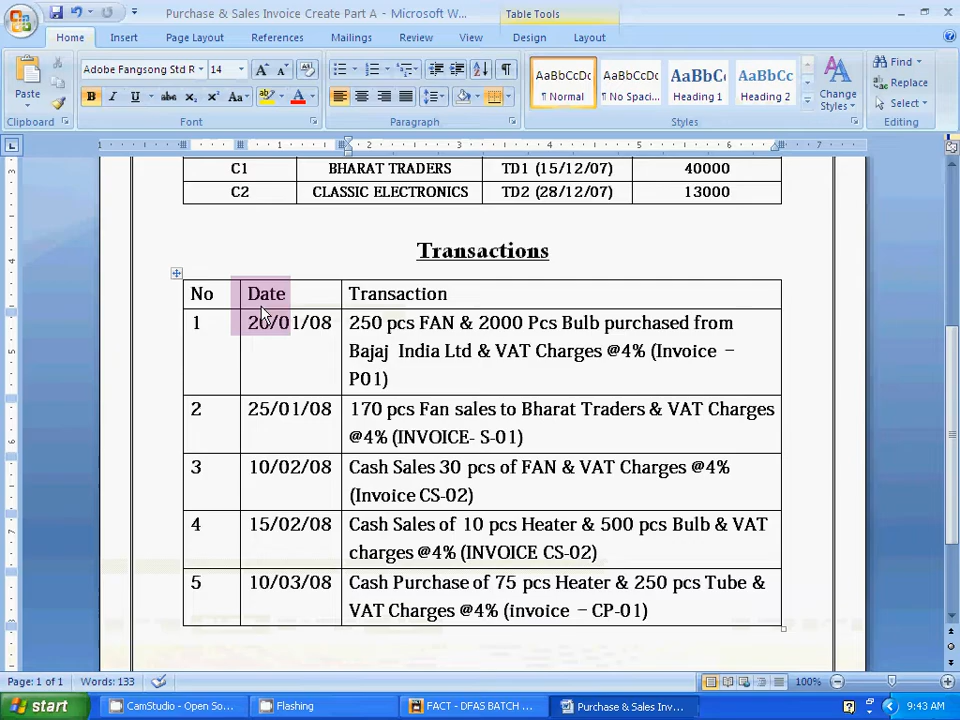 Purchase & Sales Invoice Create Part A - Microsoft W...
Table Tools
Home
Insert
Page Layout
References
Mailings
Review
View
Design
Layout
Paste
Clipboard
Adobe Fangsong Std R
14
Font
Paragraph
AaBbCcDc
¶ Normal
AaBbCcDc
¶ No Spaci...
AaBbC
Heading 1
AaBbCc
Heading 2
Change
Styles
Styles
Find
Replace
Select
Editing
C1 BHARAT TRADERS TD1 (15/12/07) 40000
C2 CLASSIC ELECTRONICS TD2 (28/12/07) 13000
Transactions
No Date Transaction
1 20/01/08 250 pcs FAN & 2000 Pcs Bulb purchased from
Bajaj India Ltd & VAT Charges @4% (Invoice –
P01)
2 25/01/08 170 pcs Fan sales to Bharat Traders & VAT Charges
@4% (INVOICE- S-01)
3 10/02/08 Cash Sales 30 pcs of FAN & VAT Charges @4%
(Invoice CS-02)
4 15/02/08 Cash Sales of 10 pcs Heater & 500 pcs Bulb & VAT
charges @4% (INVOICE CS-02)
5 10/03/08 Cash Purchase of 75 pcs Heater & 250 pcs Tube &
VAT Charges @4% (invoice – CP-01)
Page: 1 of 1
Words: 133
100%
start
CamStudio - Open So...
Flashing
FACT - DFAS BATCH ...
Purchase & Sales Inv...
9:43 AM